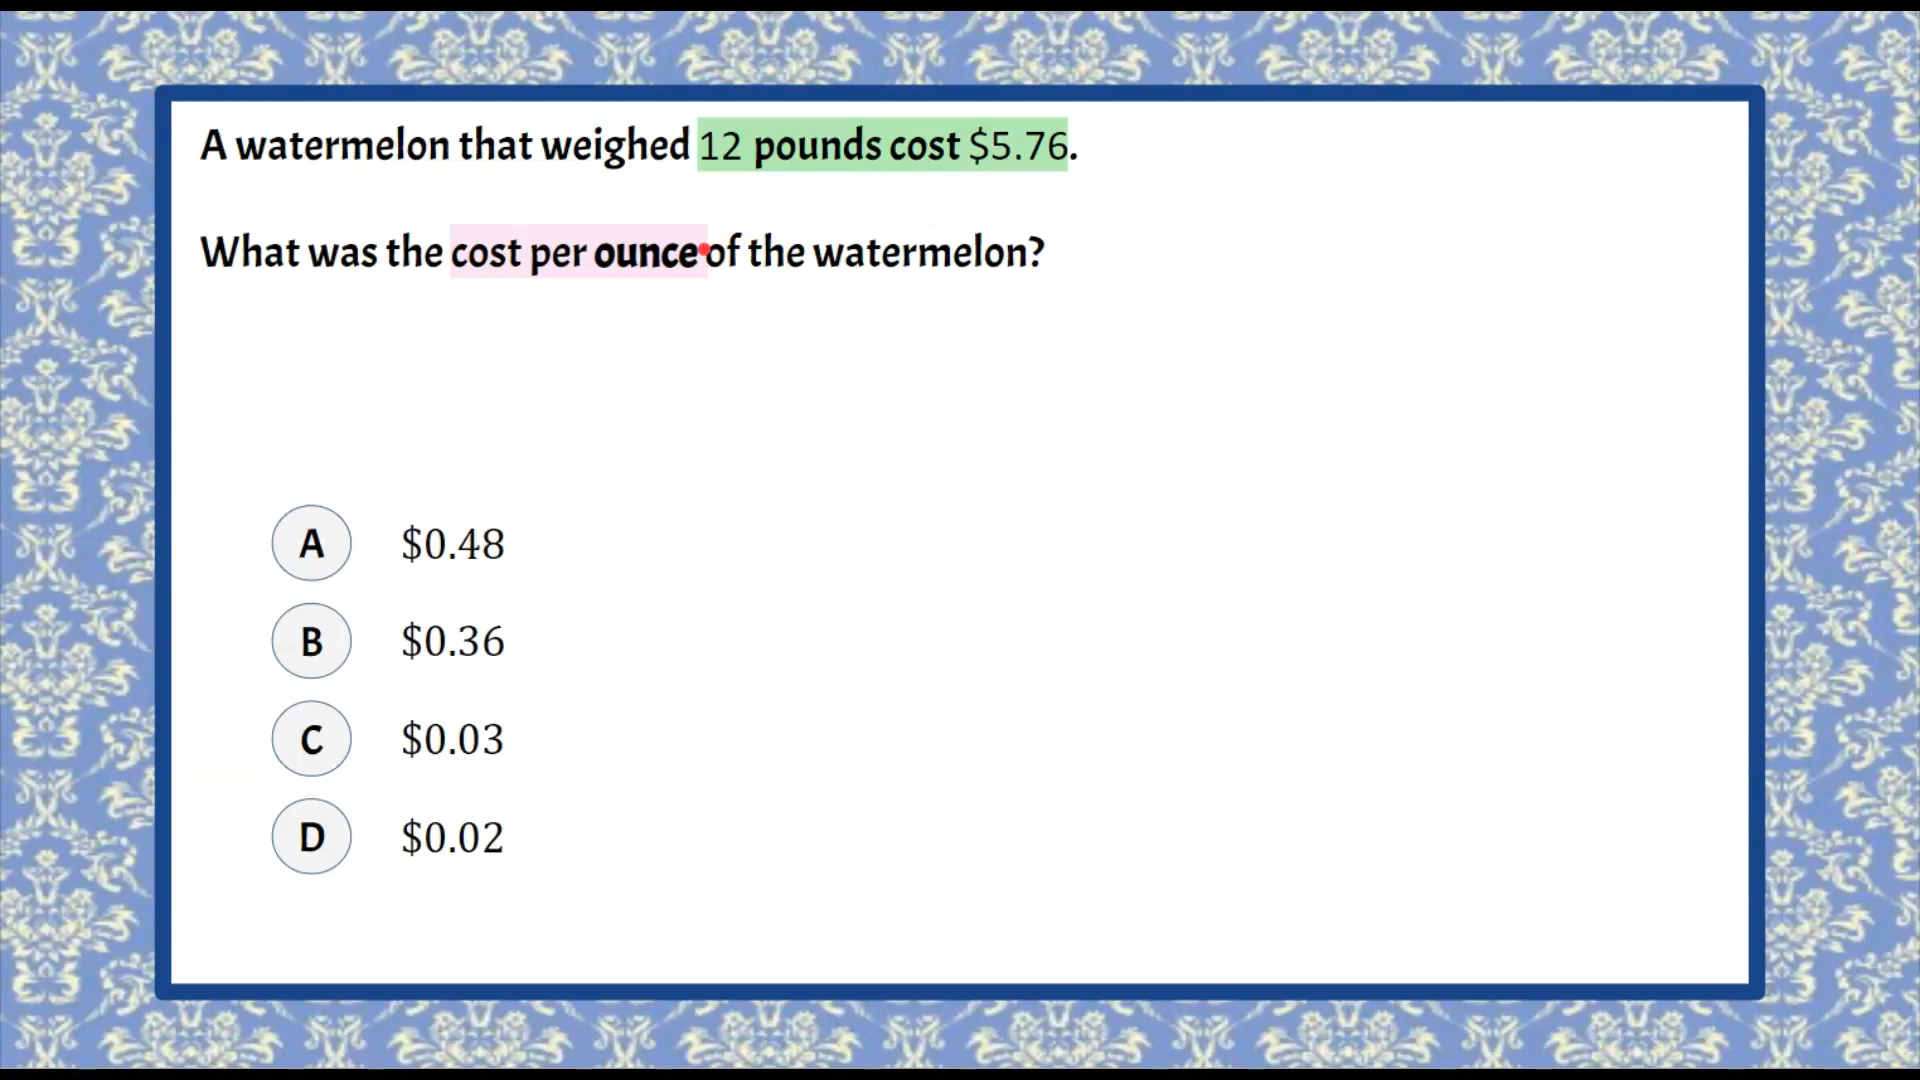 A watermelon that weighed 12 pounds cost $5.76.
What was the cost per ounce of the watermelon?
A $0.48
B $0.36
C $0.03
D $0.02